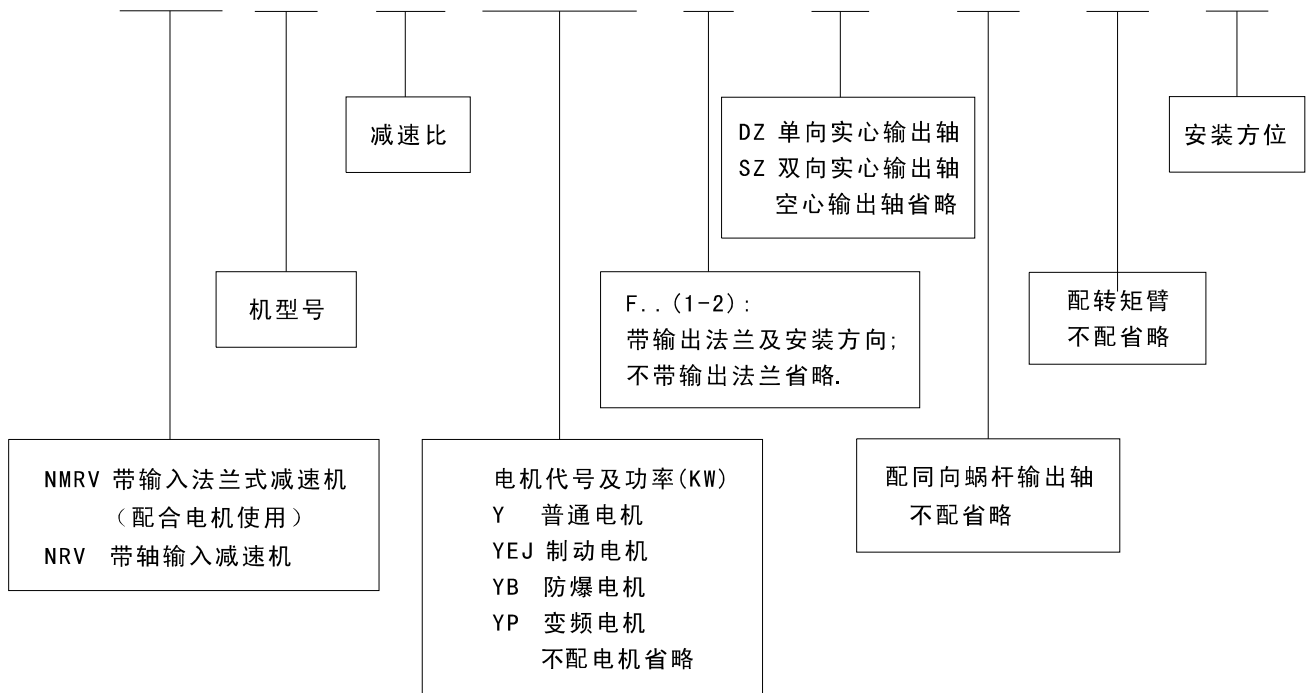 减速比
DZ 单向实心输出轴
SZ 双向实心输出轴
空心输出轴省略
安装方位
机型号
F..(1-2):
带输出法兰及安装方向;
不带输出法兰省略.
配转矩臂
不配省略
NMRV 带输入法兰式减速机
（配合电机使用）
NRV 带轴输入减速机
电机代号及功率(KW)
Y 普通电机
YEJ 制动电机
YB 防爆电机
YP 变频电机
不配电机省略
配同向蜗杆输出轴
不配省略